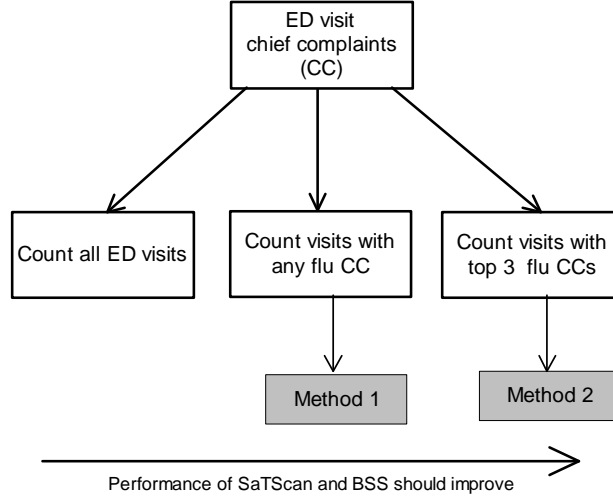 ED visit
chief complaints
(CC)
Count all ED visits
Count visits with
any flu CC
Count visits with
top 3 flu CCs
Method 1
Method 2
Performance of SaTScan and BSS should improve